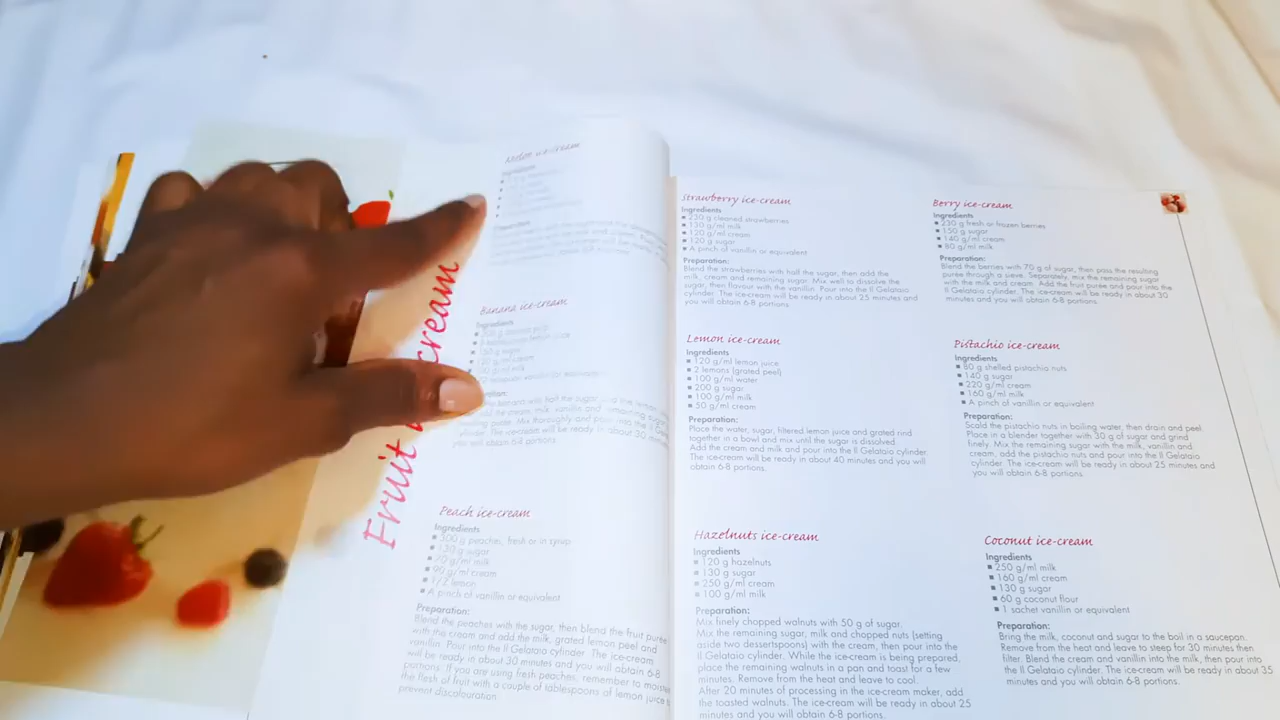 Fruit
cream
Melon ice-cream
Banana ice-cream
Ingredients
Peach ice-cream
Ingredients
300 g peaches, fresh or in syrup
130 g sugar
90 g/ml cream
1/2 lemon
A pinch of vanillin or equivalent
Preparation:
Blend the peaches with the sugar, then blend the fruit puree
with the cream and add the milk, grated lemon peel and
vanillin. Pour into the Il Gelataio cylinder. The ice-cream
will be ready in about 30 minutes and you will obtain 6-8
portions. If you are using fresh peaches, remember to
the flesh of fruit with a couple of tablespoons of lemon juice
prevent discolouration.
Strawberry ice-cream
Ingredients
230 g cleaned strawberries
130 g/ml milk
120 g/ml cream
120 g sugar
A pinch of vanillin or equivalent
Preparation:
Blend the strawberries with half the sugar, then add the
milk, cream and remaining sugar. Mix well to dissolve the
sugar, then flavour with the vanillin. Pour into the Il Gelataio
cylinder. The ice-cream will be ready in about 25 minutes and
you will obtain 6-8 portions.
Lemon ice-cream
Ingredients
120 g/ml lemon juice
2 lemons (grated peel)
100 g/ml water
200 g sugar
100 g/ml milk
50 g/ml cream
Preparation:
Place the water, sugar, filtered lemon juice and grated rind
together in a bowl and mix until the sugar is dissolved.
Add the cream and milk and pour into the Il Gelataio cylinder.
The ice-cream will be ready in about 40 minutes and you will
obtain 6-8 portions.
Hazelnuts ice-cream
Ingredients
120 g hazelnuts
130 g sugar
250 g/ml cream
100 g/ml milk
Preparation:
Mix finely chopped walnuts with 50 g of sugar.
Mix the remaining sugar, milk and chopped nuts (setting
aside two dessertspoons) with the cream, then pour into the
Il Gelataio cylinder. While the ice-cream is being prepared,
place the remaining walnuts in a pan and toast for a few
minutes. Remove from the heat and leave to cool.
After 20 minutes of processing in the ice-cream maker, add
the toasted walnuts. The ice-cream will be ready in about 25
minutes and you will obtain 6-8 portions.
Berry ice-cream
Ingredients
230 g fresh or frozen berries
150 g sugar
140 g/ml cream
80 g/ml milk
Preparation:
Blend the berries with 70 g of sugar, then pass the resulting
purée through a sieve. Separately, mix the remaining sugar
with the milk and cream. Add the fruit purée and pour into the
Il Gelataio cylinder. The ice-cream will be ready in about 30
minutes and you will obtain 6-8 portions.
Pistachio ice-cream
Ingredients
80 g shelled pistachio nuts
140 g sugar
220 g/ml cream
160 g/ml milk
A pinch of vanillin or equivalent
Preparation:
Scald the pistachio nuts in boiling water, then drain and peel.
Place in a blender together with 30 g of sugar and grind
finely. Mix the remaining sugar with the milk, vanillin and
cream, add the pistachio nuts and pour into the Il Gelataio
cylinder. The ice-cream will be ready in about 25 minutes
and you will obtain 6-8 portions.
Coconut ice-cream
Ingredients
250 g/ml milk
160 g/ml cream
130 g sugar
60 g coconut flour
1 sachet vanillin or equivalent
Preparation:
Bring the milk, coconut and sugar to the boil in a saucepan.
Remove from the heat and leave to steep for 30 minutes then
filter. Blend the cream and vanillin into the milk, then pour into
the Il Gelataio cylinder. The ice-cream will be ready in about 35
minutes and you will obtain 6-8 portions.